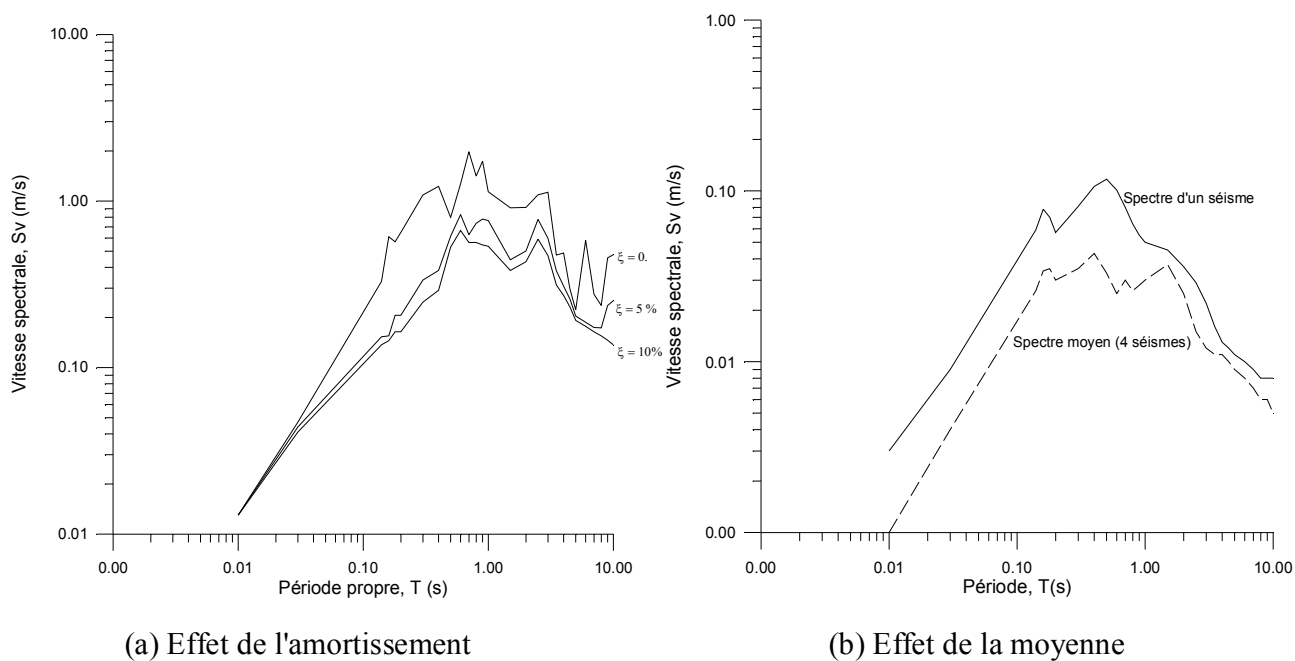 10.00
1.00
0.10
0.01
Vitesse spectrale, Sv (m/s)
0.00
0.01
0.10
1.00
10.00
Période propre, T (s)
ξ = 0.
ξ = 5 %
ξ = 10%
(a) Effet de l'amortissement
1.00
0.10
0.01
0.00
Vitesse spectrale, Sv (m/s)
Spectre d'un séisme
Spectre moyen (4 séismes)
0.00
0.01
0.10
1.00
10.00
Période, T(s)
(b) Effet de la moyenne